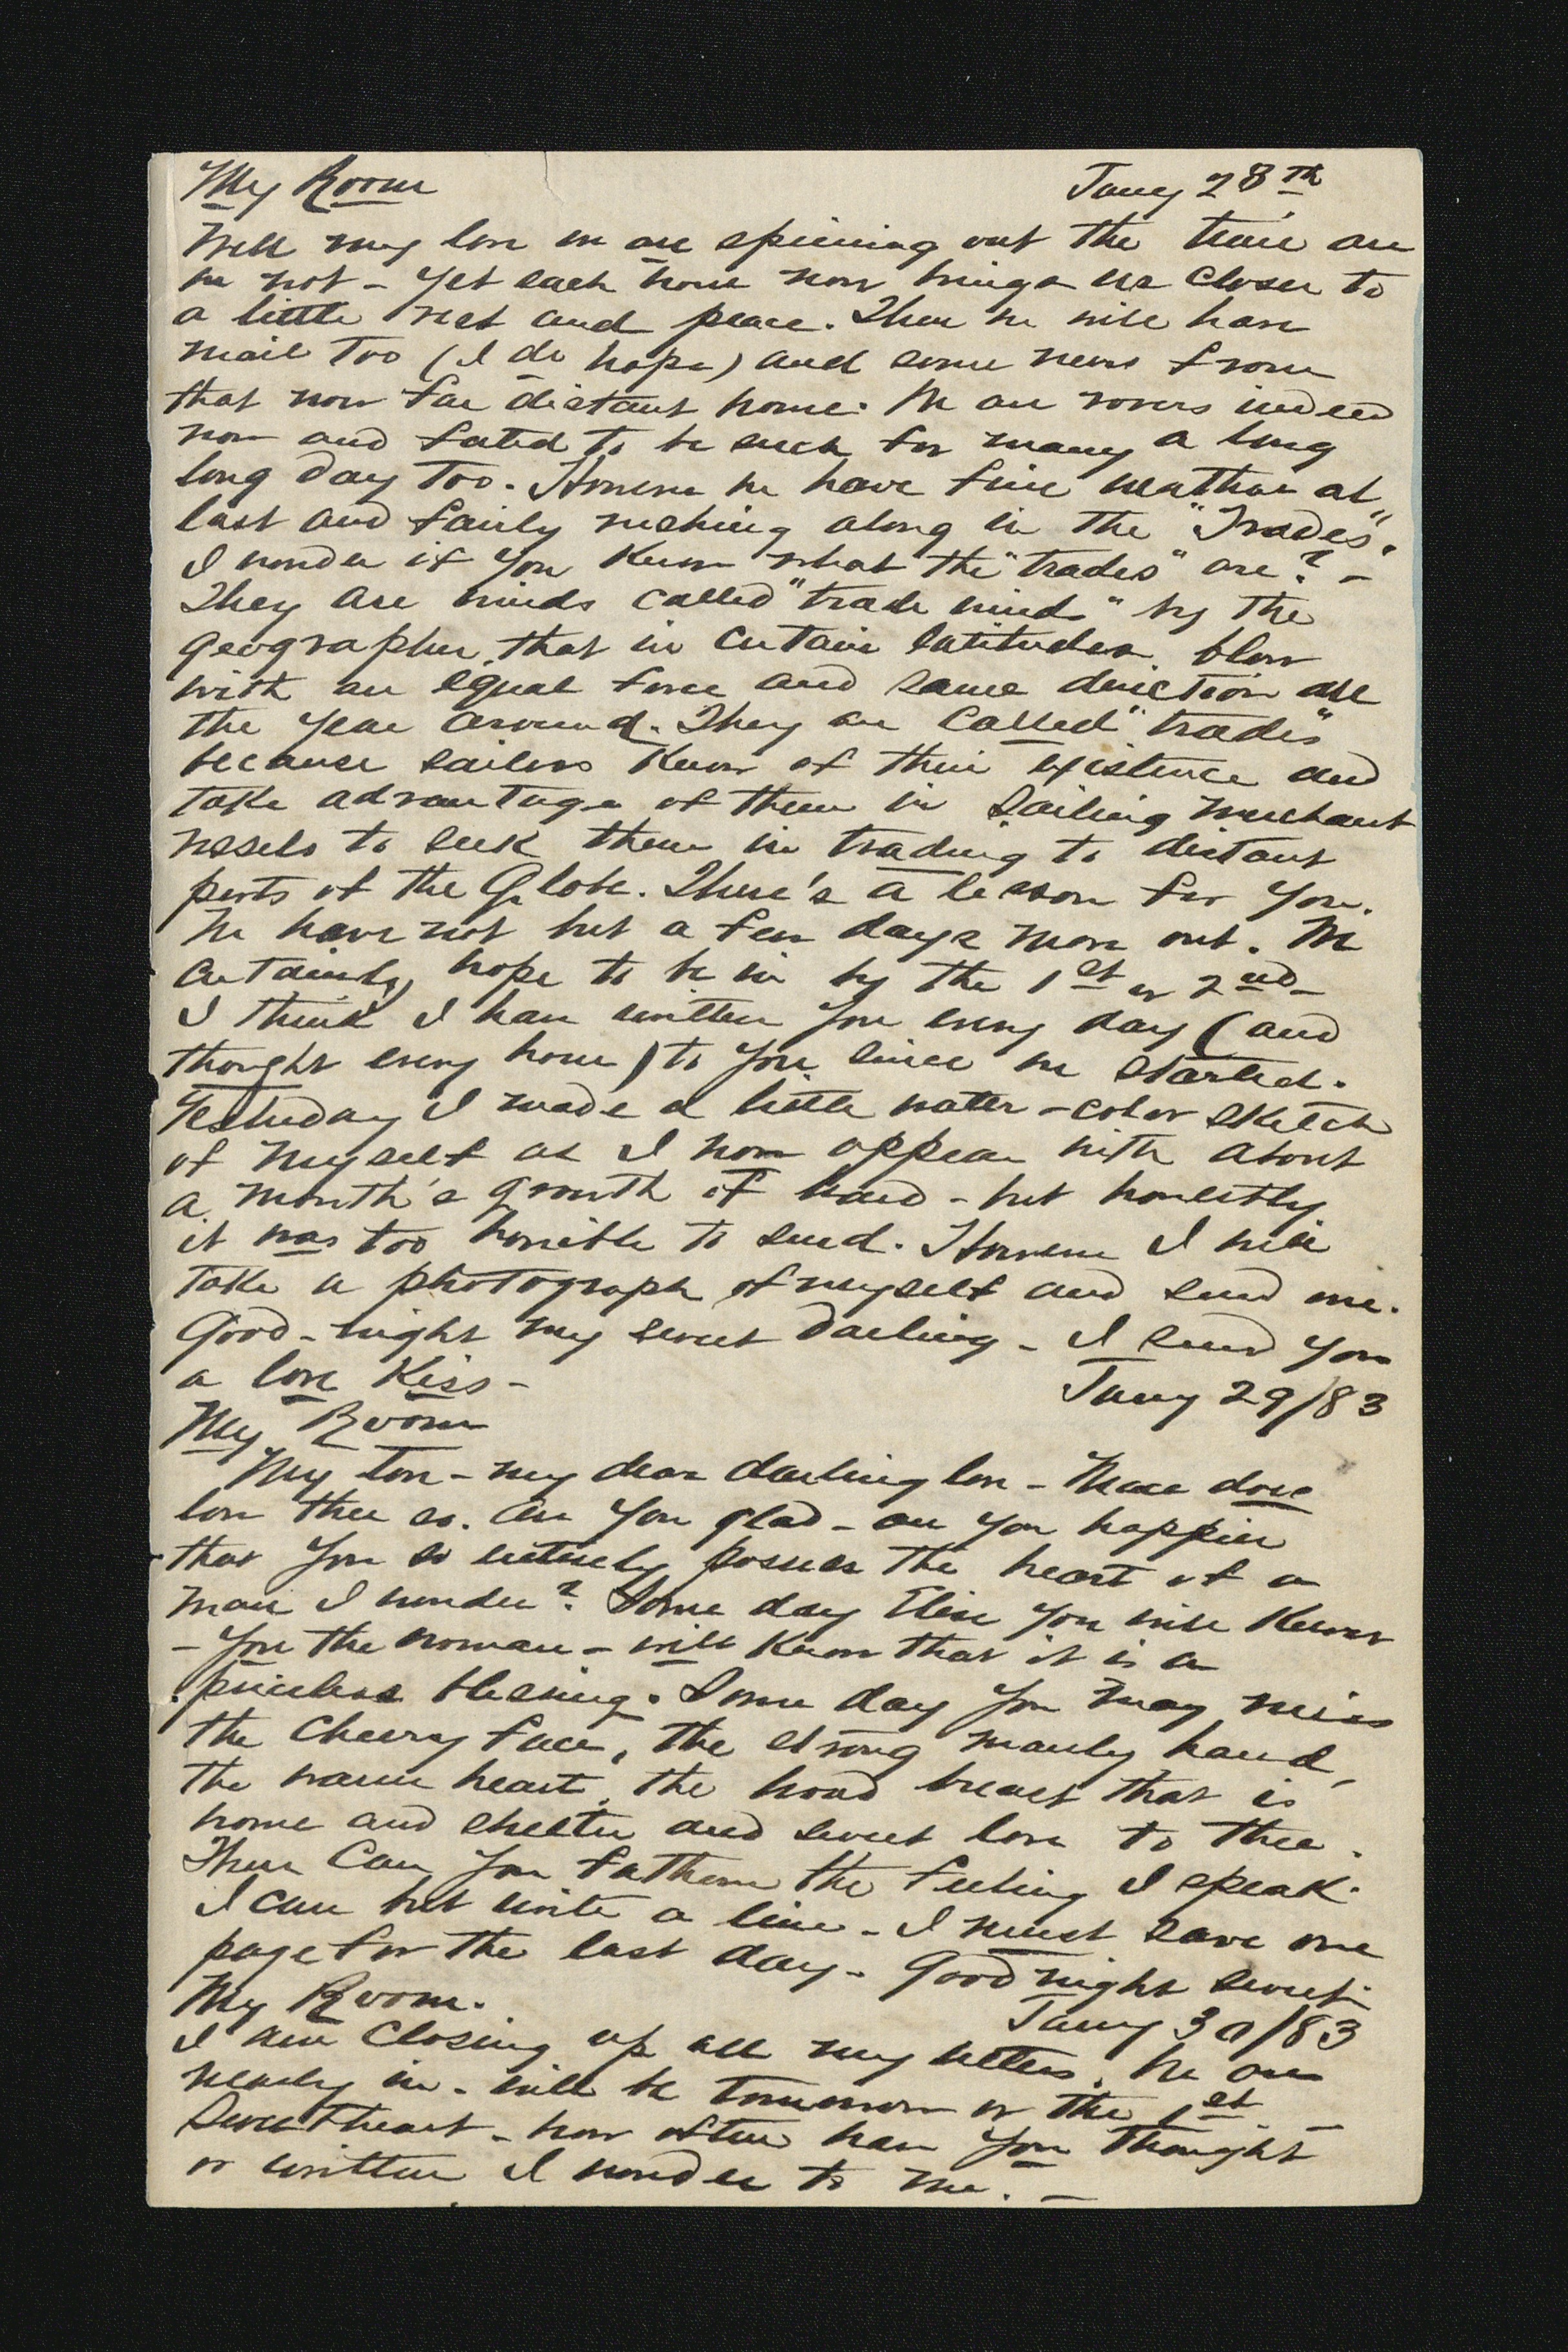 My Room Jany 28th
Well my love we are spinning out the time are
we not - Yet each hour now brings us closer to
a little rest and peace. Then we will have
mail too (I do hope) and some news from
that now far distant home. We are rovers indeed
now and fated to be such for many a long
long day too. However we have fine weather at
last and fairly rushing along in the "Trades".
I wonder if you know what the "trades" are? -
They are winds called "trade winds" by the
geographer, that in certain latitudes blow
with an equal force and same direction all
the year around. They are called "trades"
because sailors know of their existence and
take advantage of them in sailing merchant
vessels to seek them in trading to distant
parts of the Globe. There's a lesson for you.
We have not but a few days more out. We
certainly hope to be in by the 1st or 2nd -
I think I have written you every day (and
thought every hour) to you since we started.
Yesterday I made a little water-color sketch
of myself as I now appear with about
a month's growth of beard - but honestly
it was too horrible to send. However I will
take a photograph of myself and send one.
Good-night my sweet darling - I send you
a love kiss -
Jany 29/83
My Room
My love - my dear darling love - Mase does
love thee so. Are you glad - are you happier
that you so entirely possess the heart of a
man I wonder? Some day Elise you will know
- you the woman - will know that it is a
priceless blessing. Some day you may miss
the cheery face, the strong manly hand,
the warm heart, the broad breast that is
home and shelter and sweet love to thee.
Then can you fathom the feeling I speak.
I can but write a line - I must save one
page for the last day - Good night sweet
My Room. Jany 30/83
I am closing up all my letters. We are
nearly in - will be tomorrow or the 1st -
Sweetheart - how often have you thought
or written I wonder to me. -